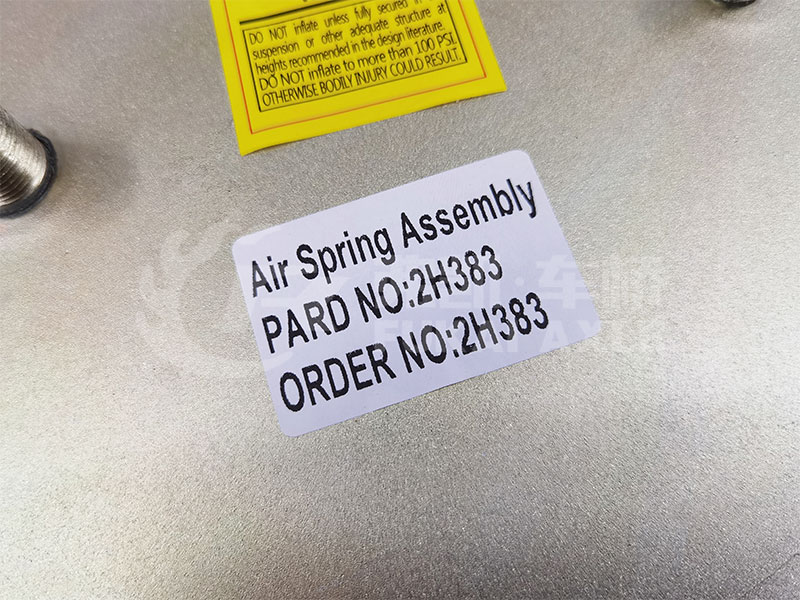 DO NOT inflate unless fully secured in
suspension or other adequate structure at
heights recommended in the design literature.
DO NOT inflate to more than 100 PSI.
OTHERWISE BODILY INJURY COULD RESULT.
Air Spring Assembly
PARD NO:2H383
ORDER NO:2H383